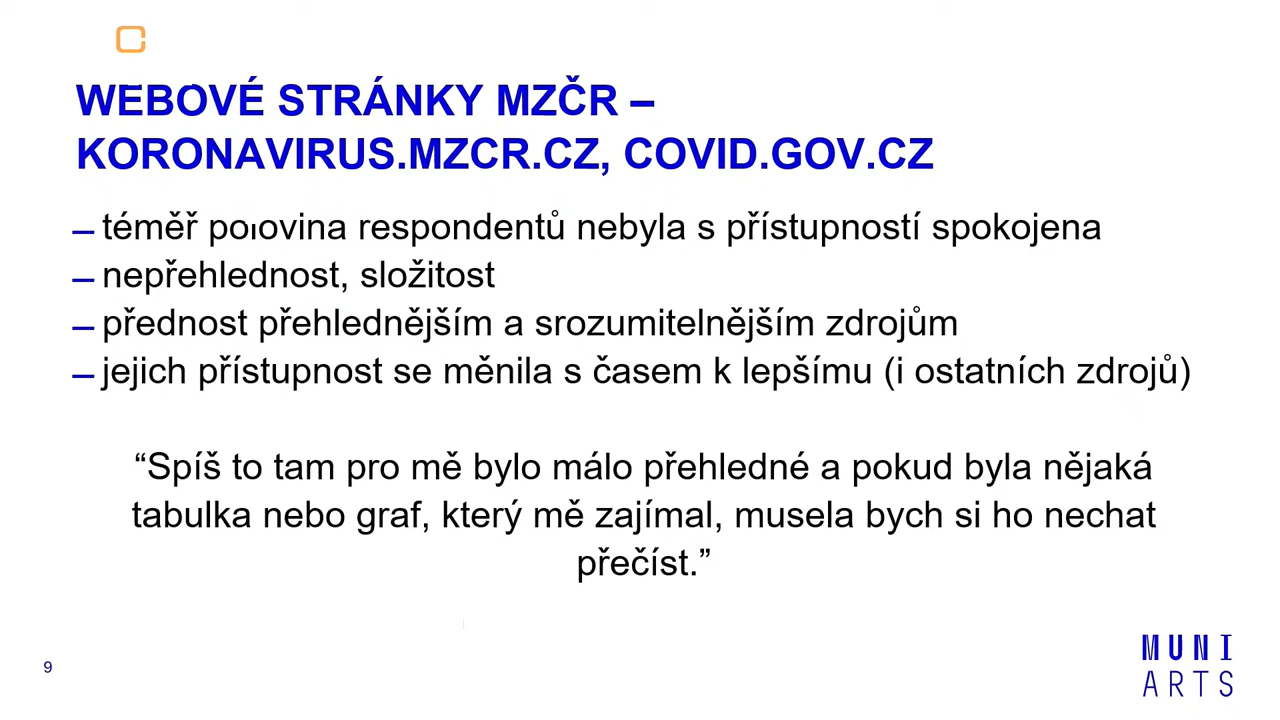 WEBOVÉ STRÁNKY MZČR –
KORONAVIRUS.MZCR.CZ, COVID.GOV.CZ
– téměř polovina respondentů nebyla s přístupností spokojena
– nepřehlednost, složitost
– přednost přehlednějším a srozumitelnějším zdrojům
– jejich přístupnost se měnila s časem k lepšímu (i ostatních zdrojů)
“Spíš to tam pro mě bylo málo přehledné a pokud byla nějaká
tabulka nebo graf, který mě zajímal, musela bych si ho nechat
přečíst.”
9
MUNI
ARTS